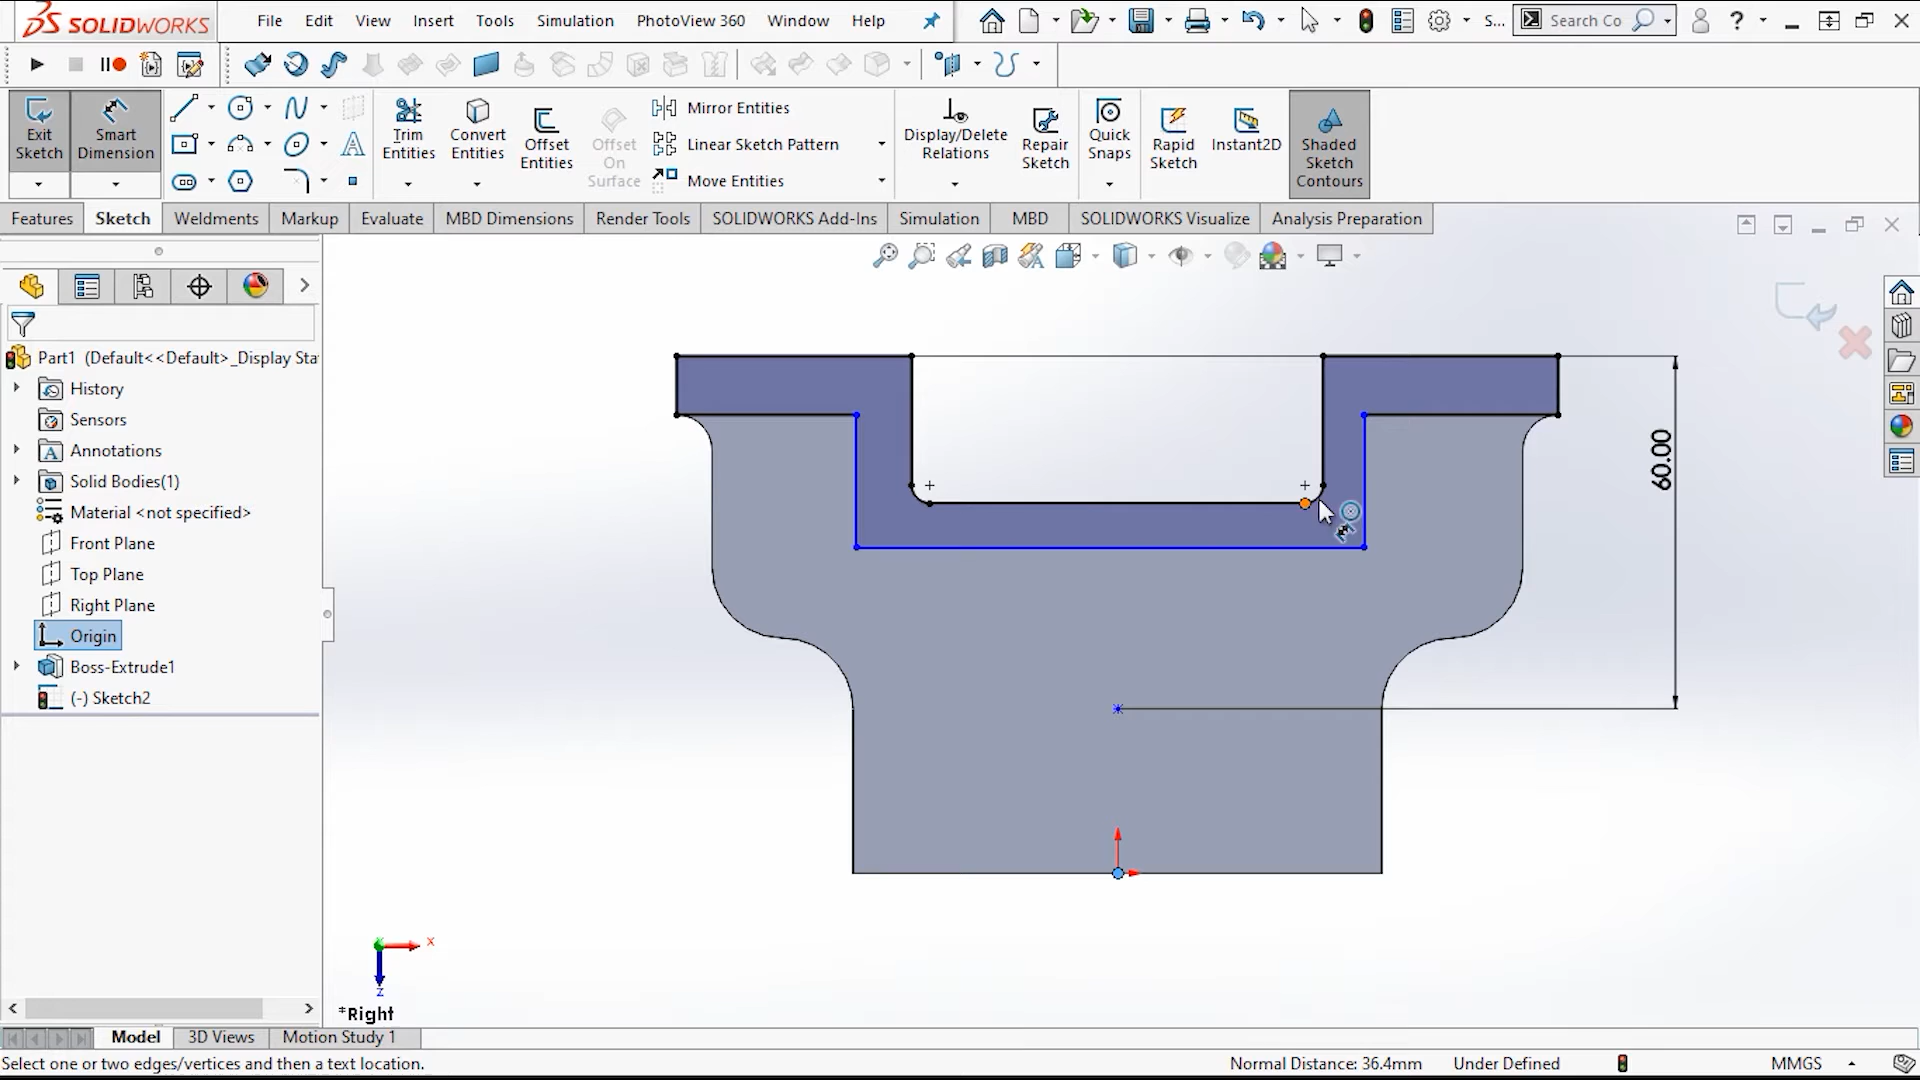 SOLIDWORKS File Edit View Insert Tools Simulation PhotoView 360 Window Help S... Search Co ?
Exit Sketch
Smart Dimension
Trim Entities
Convert Entities
Offset Entities
Offset On Surface
Mirror Entities
Linear Sketch Pattern
Move Entities
Display/Delete Relations
Repair Sketch
Quick Snaps
Rapid Sketch
Instant2D
Shaded Sketch Contours
Features Sketch Weldments Markup Evaluate MBD Dimensions Render Tools SOLIDWORKS Add-Ins Simulation MBD SOLIDWORKS Visualize Analysis Preparation
Part1 (Default<<Default>_Display Sta
History
Sensors
Annotations
Solid Bodies(1)
Material <not specified>
Front Plane
Top Plane
Right Plane
Origin
Boss-Extrude1
(-) Sketch2
60.00
X
Z
*Right
Model 3D Views Motion Study 1
Select one or two edges/vertices and then a text location. Normal Distance: 36.4mm Under Defined MMGS